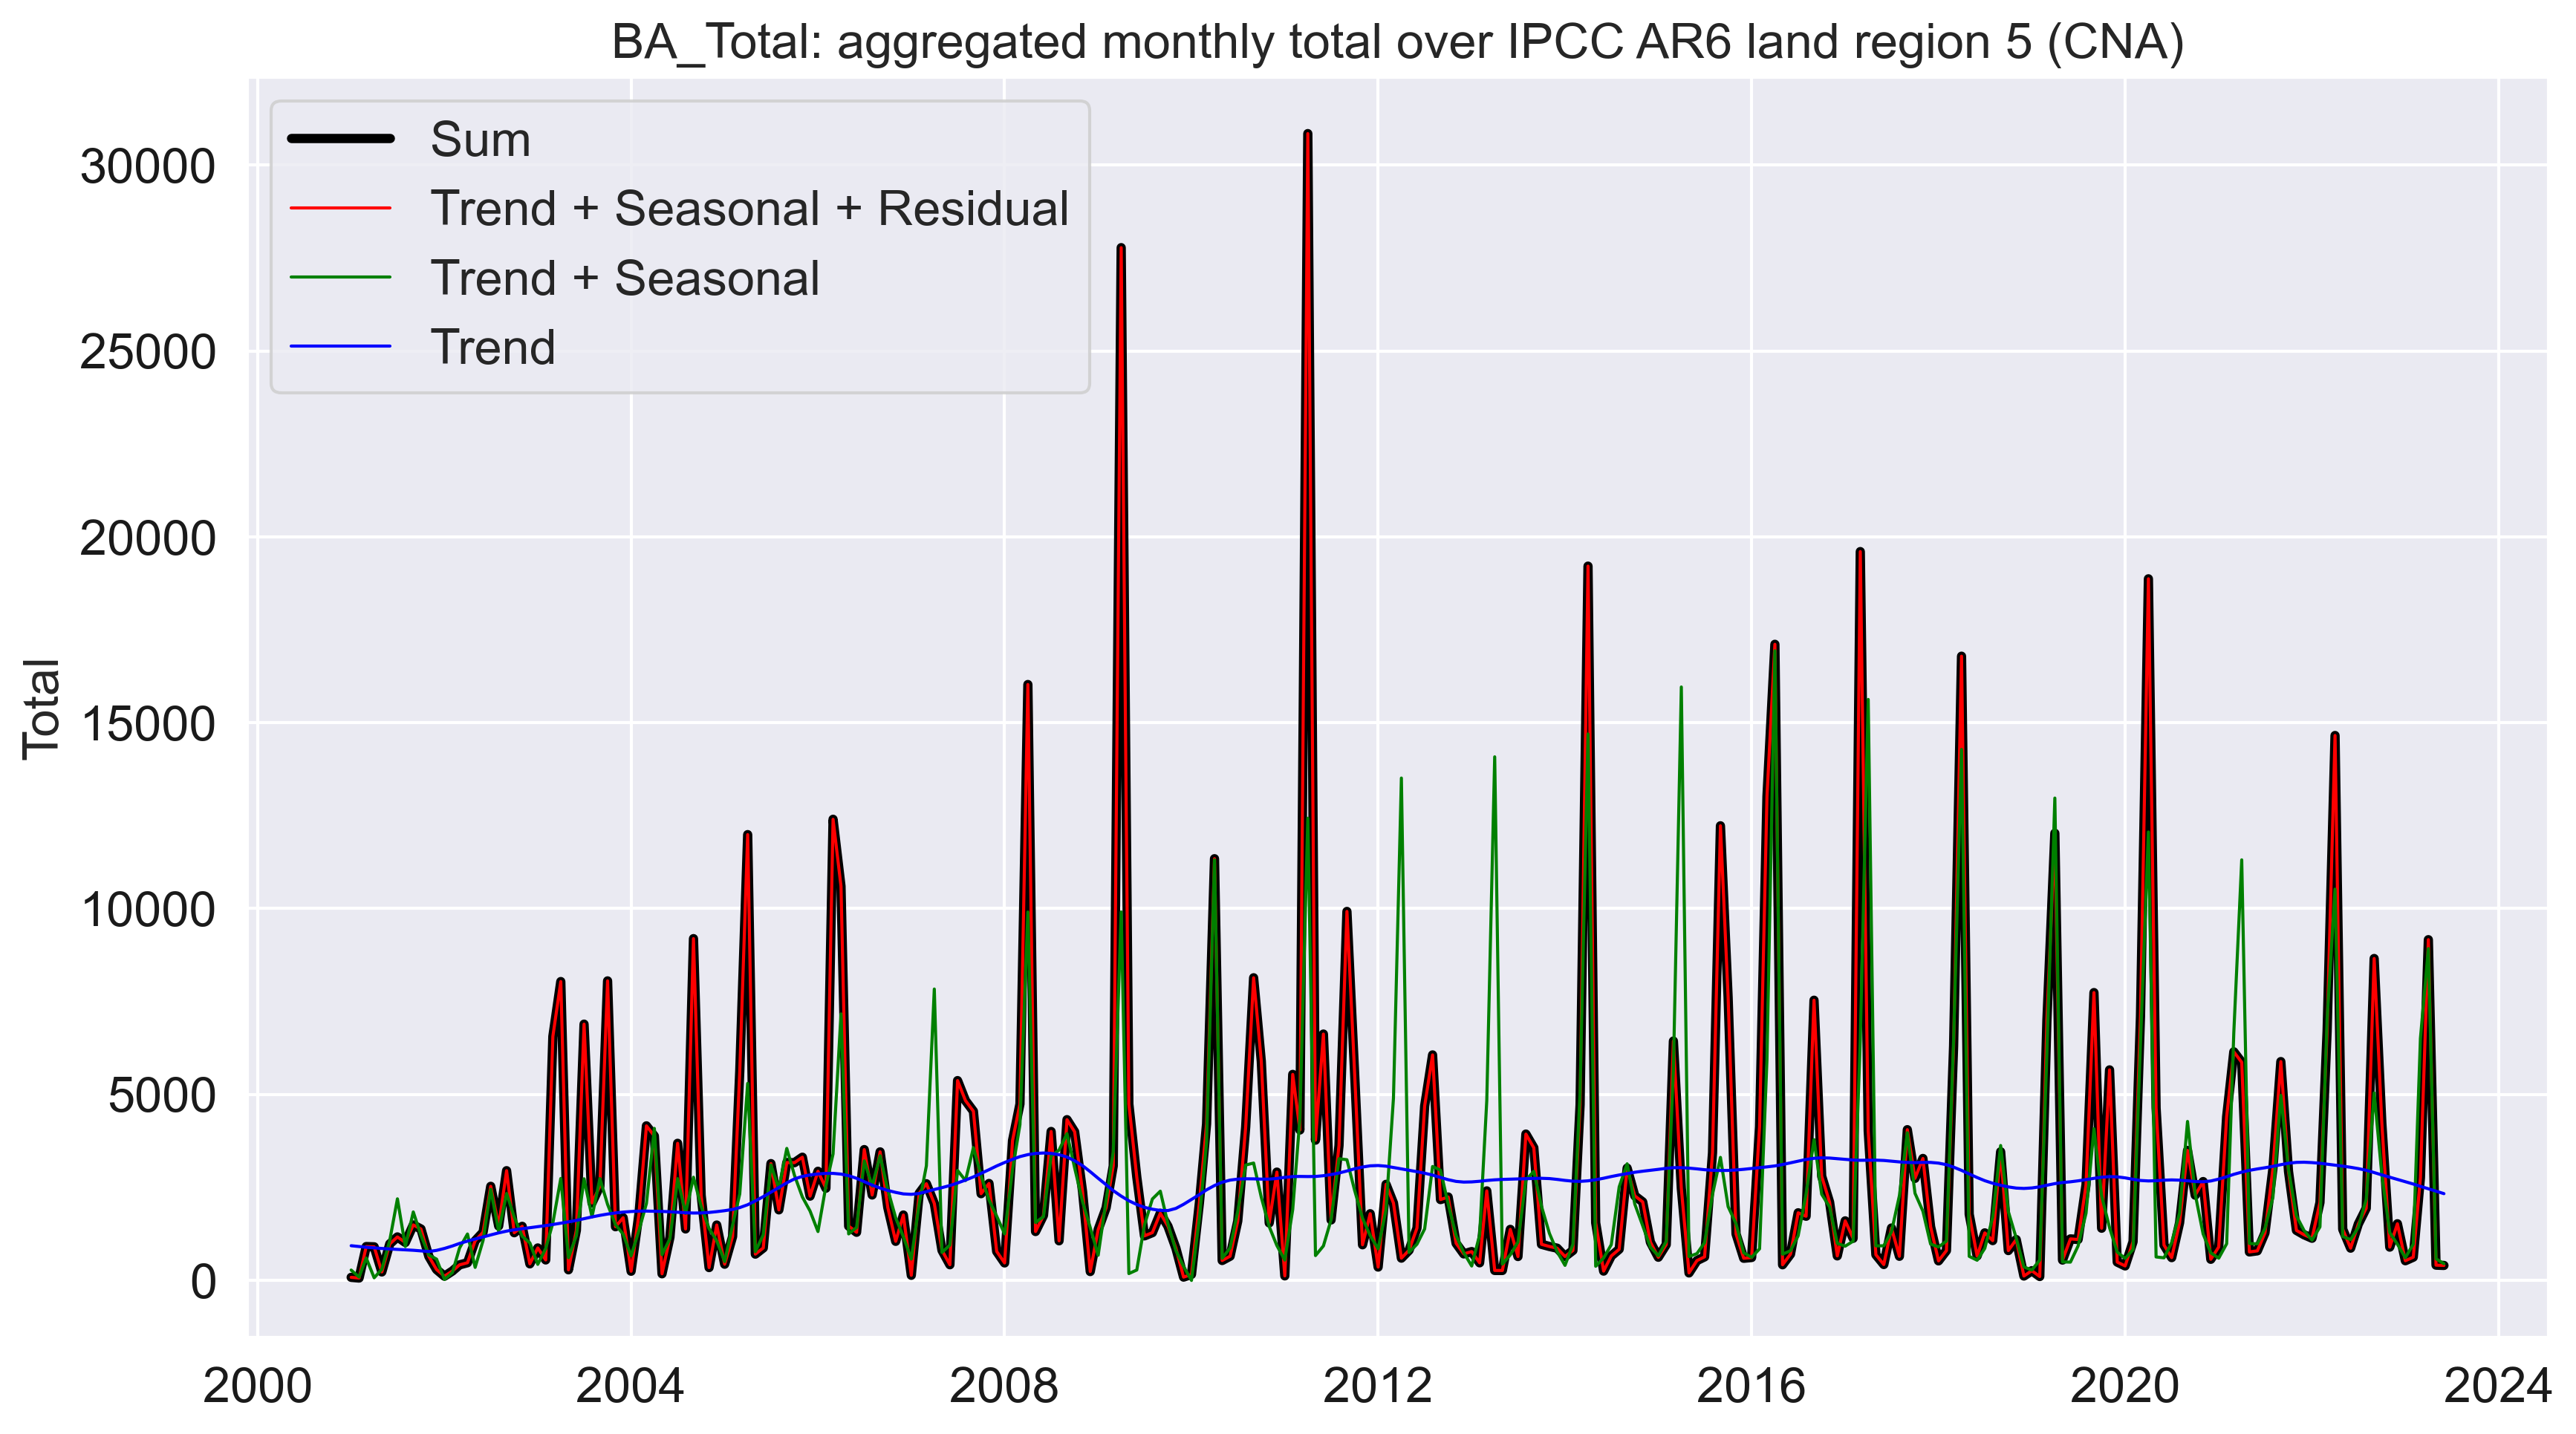 BA_Total: aggregated monthly total over IPCC AR6 land region 5 (CNA)
Sum
Trend + Seasonal + Residual
Trend + Seasonal
Trend
Total
30000
25000
20000
15000
10000
5000
0
2000 2004 2008 2012 2016 2020 2024